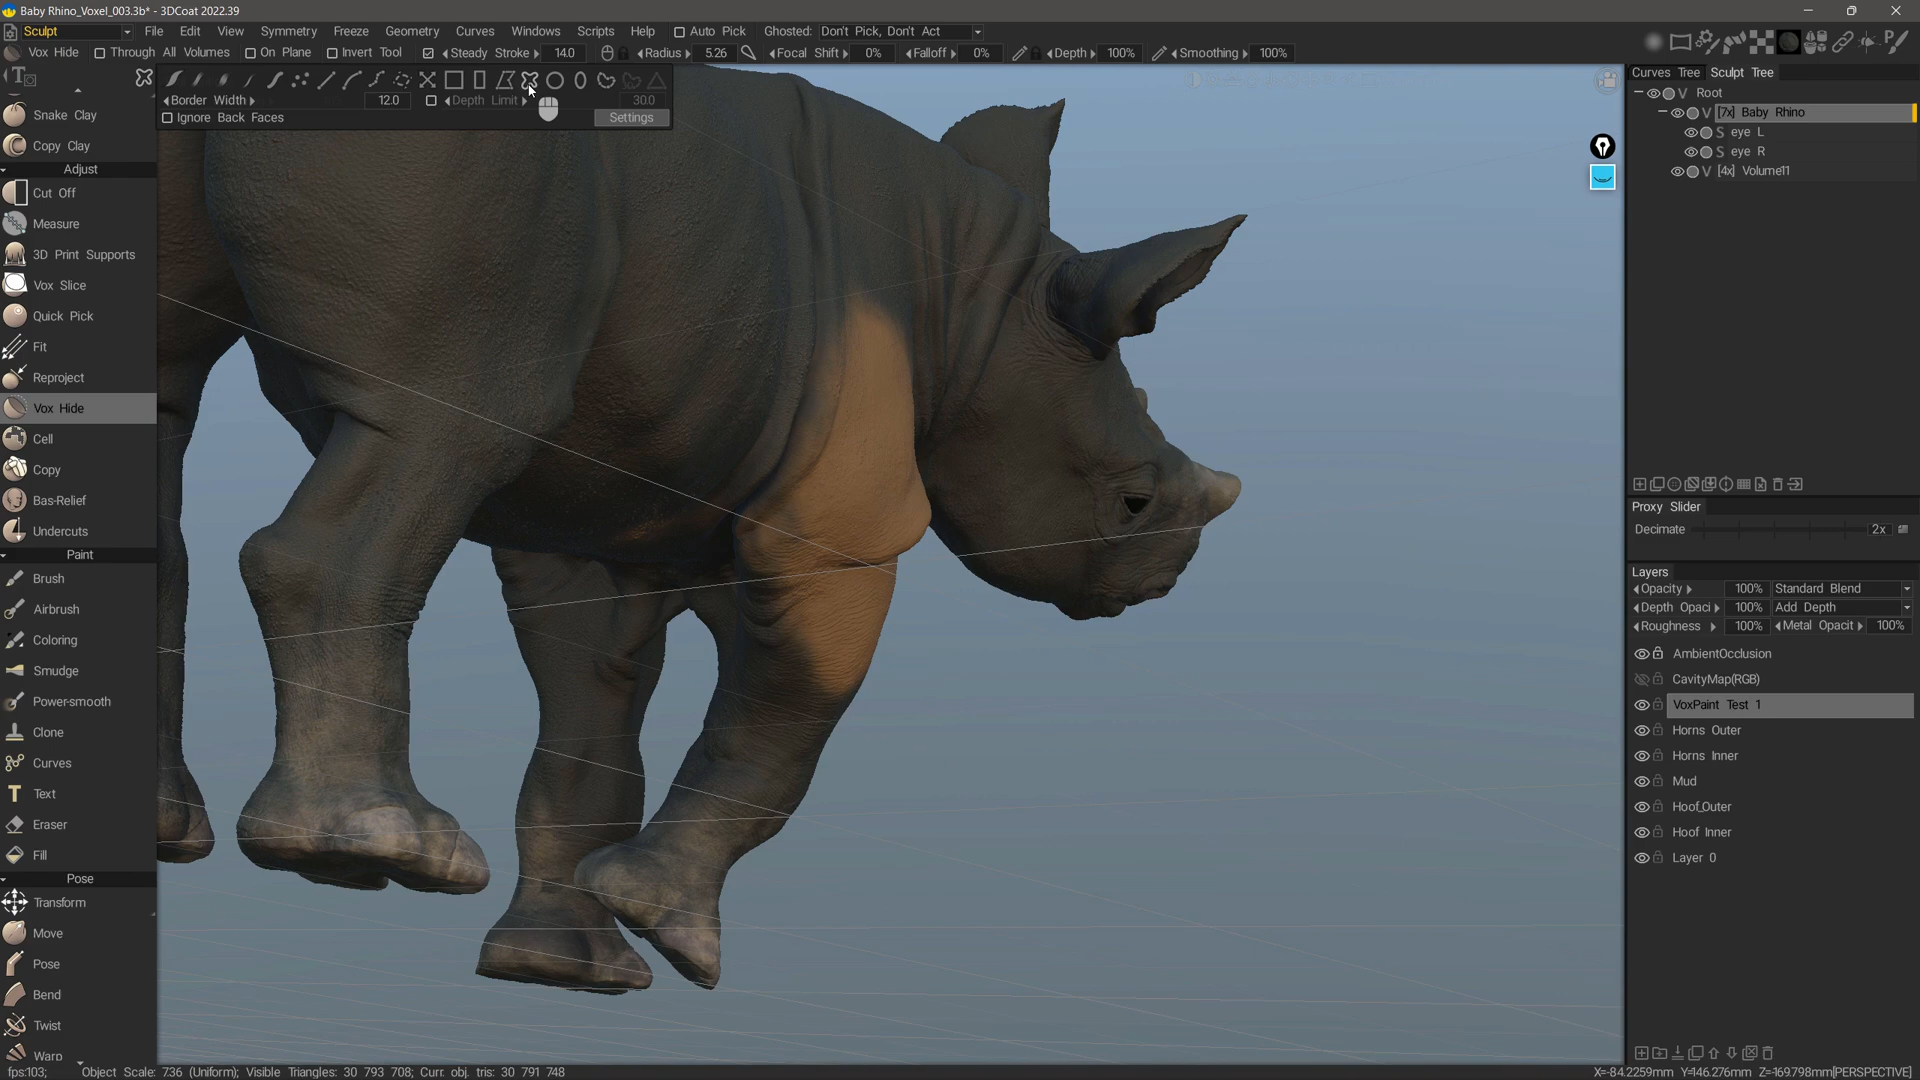 Baby Rhino_Voxel_003.3b* - 3DCoat 2022.39
Sculpt File Edit View Symmetry Freeze Geometry Curves Windows Scripts Help Auto Pick Ghosted: Don't Pick, Don't Act
Vox Hide Through All Volumes On Plane Invert Tool Steady Stroke 14.0 Radius 5.26 Focal Shift 0% Falloff 0% Depth 100% Smoothing 100%
Border Width 12.0 Depth Limit 30.0
Ignore Back Faces Settings
Snake Clay
Copy Clay
Adjust
Cut Off
Measure
3D Print Supports
Vox Slice
Quick Pick
Fit
Reproject
Vox Hide
Cell
Copy
Bas-Relief
Undercuts
Paint
Brush
Airbrush
Coloring
Smudge
Power-smooth
Clone
Curves
Text
Eraser
Fill
Pose
Transform
Move
Pose
Bend
Twist
Warp
Curves Tree Sculpt Tree
Root
V [7x] Baby Rhino
S eye L
S eye R
V [4x] Volume11
Proxy Slider
Decimate 2x
Layers
Opacity 100% Standard Blend
Depth Opaci 100% Add Depth
Roughness 100% Metal Opacit 100%
AmbientOcclusion
CavityMap(RGB)
VoxPaint Test 1
Horns Outer
Horns Inner
Mud
Hoof_Outer
Hoof Inner
Layer 0
fps:103; Object Scale: 736 (Uniform); Visible Triangles: 30 793 708; Curr. obj. tris: 30 791 748 X=-84.2259mm Y=146.276mm Z=-169.798mm[PERSPECTIVE]